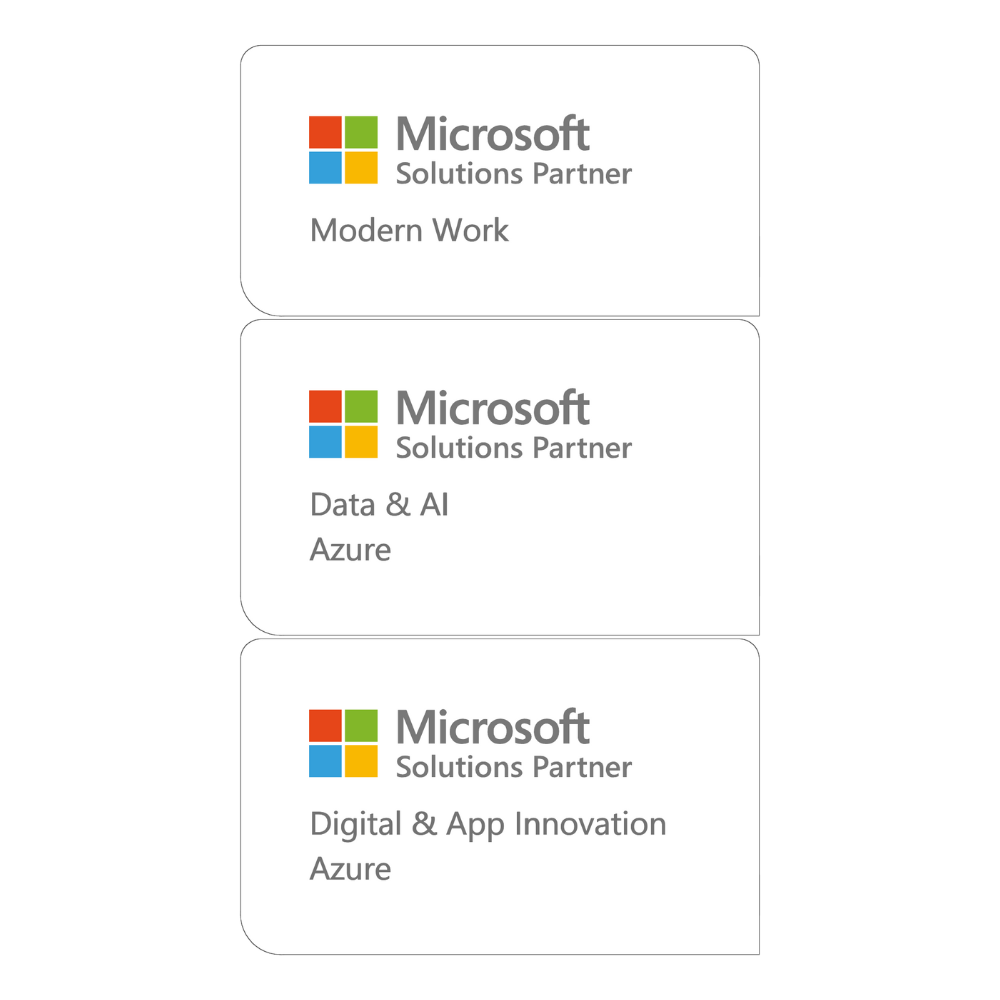 Microsoft
Solutions Partner
Modern Work
Microsoft
Solutions Partner
Data & AI
Azure
Microsoft
Solutions Partner
Digital & App Innovation
Azure